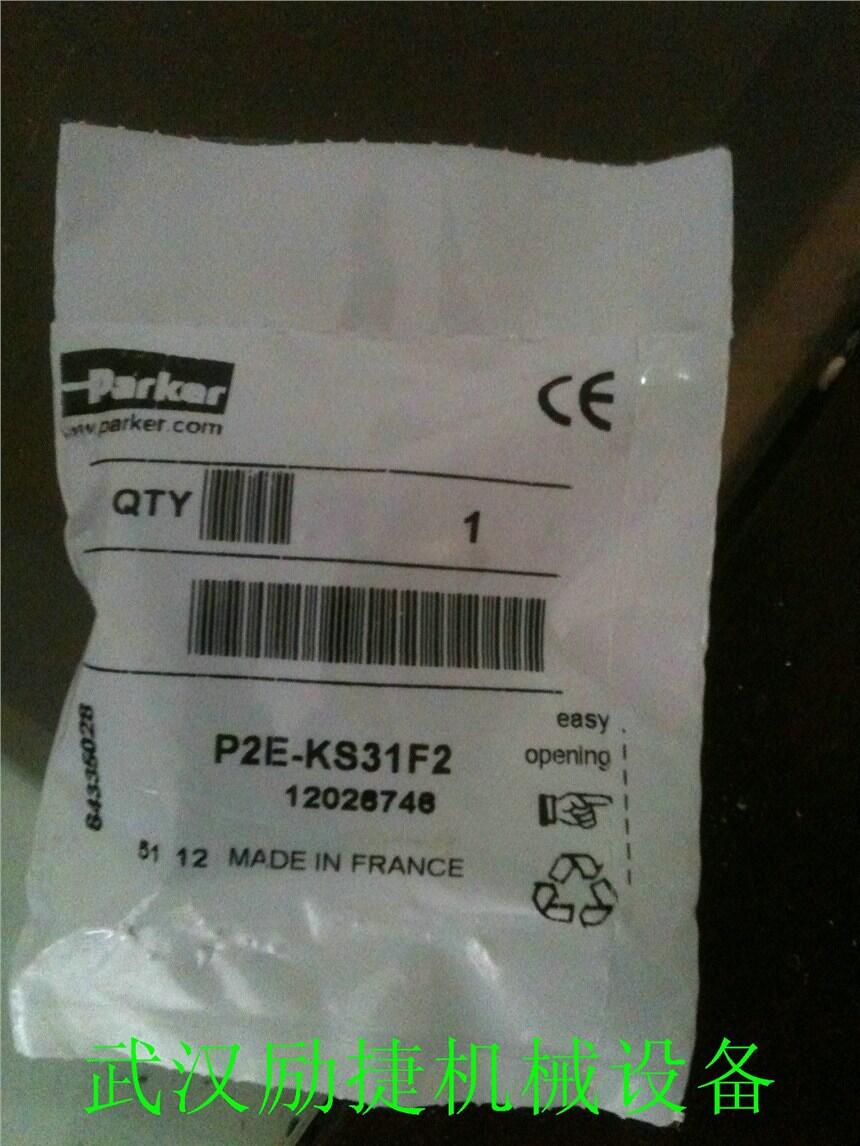 Parker
www.parker.com
CE
QTY 1
easy
opening
P2E-KS31F2
12026746
84335028
51 12 MADE IN FRANCE
武汉励捷机械设备